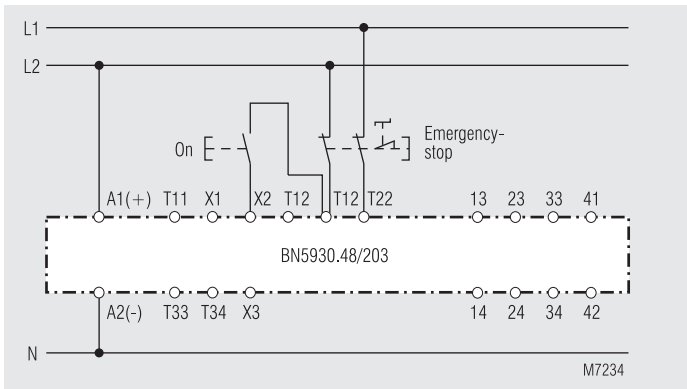 L1
L2
On
Emergency-
stop
A1(+) T11 X1 X2 T12 T12 T22 13 23 33 41
BN5930.48/203
A2(-) T33 T34 X3 14 24 34 42
N
M7234